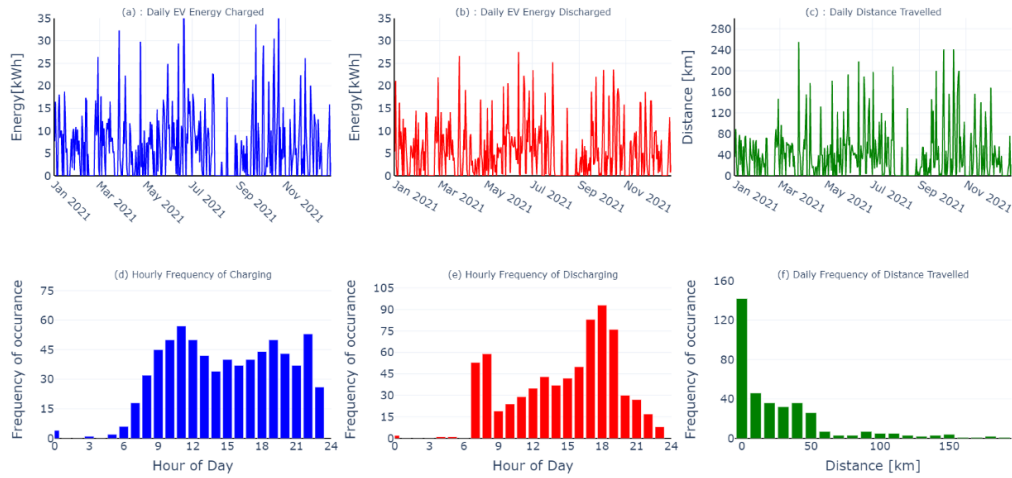 (a) : Daily EV Energy Charged
Energy[kWh]
35
30
25
20
15
10
5
0
Jan 2021
Mar 2021
May 2021
Jul 2021
Sep 2021
Nov 2021
(b) : Daily EV Energy Discharged
Energy[kWh]
35
30
25
20
15
10
5
0
Jan 2021
Mar 2021
May 2021
Jul 2021
Sep 2021
Nov 2021
(c) : Daily Distance Travelled
Distance [km]
280
240
200
160
120
80
40
0
Jan 2021
Mar 2021
May 2021
Jul 2021
Sep 2021
Nov 2021
(d) Hourly Frequency of Charging
Frequency of occurance
75
60
45
30
15
0
0 3 6 9 12 15 18 21 24
Hour of Day
(e) Hourly Frequency of Discharging
Frequency of occurance
105
90
75
60
45
30
15
0
0 3 6 9 12 15 18 21 24
Hour of Day
(f) Daily Frequency of Distance Travelled
Frequency of occurance
160
120
80
40
0
0 50 100 150
Distance [km]